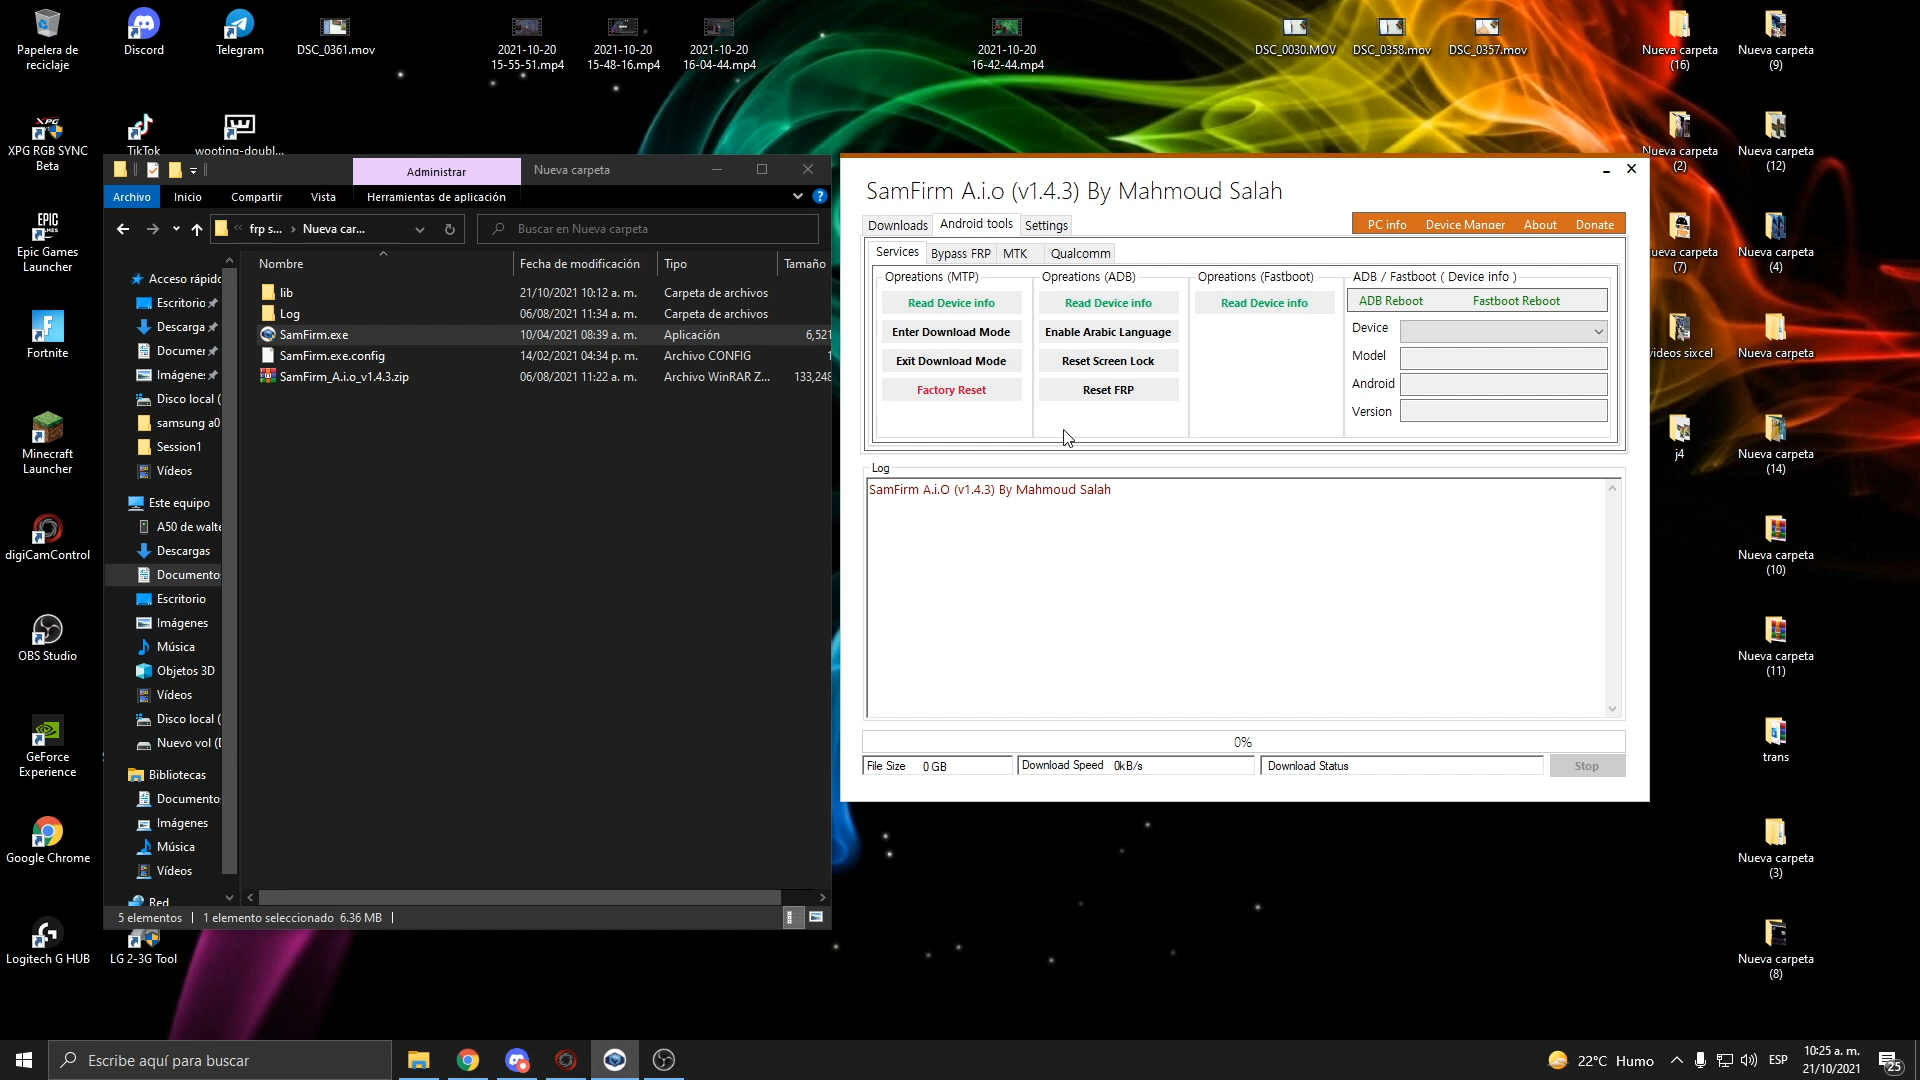 Papelera de
reciclaje
Discord
Telegram
DSC_0361.mov
2021-10-20
15-55-51.mp4
2021-10-20
15-48-16.mp4
2021-10-20
16-04-44.mp4
2021-10-20
16-42-44.mp4
DSC_0030.MOV
DSC_0358.mov
DSC_0357.mov
Nueva carpeta
(16)
Nueva carpeta
(9)
XPG RGB SYNC
Beta
TikTok
wooting-doubl...
Nueva carpeta
(2)
Nueva carpeta
(12)
Epic Games
Launcher
ueva carpeta
(7)
Nueva carpeta
(4)
Fortnite
videos sixcel
Nueva carpeta
Minecraft
Launcher
j4
Nueva carpeta
(14)
digiCamControl
Nueva carpeta
(10)
OBS Studio
Nueva carpeta
(11)
GeForce
Experience
trans
Google Chrome
Nueva carpeta
(3)
Logitech G HUB
LG 2-3G Tool
Nueva carpeta
(8)
Administrar
Nueva carpeta
Archivo
Inicio
Compartir
Vista
Herramientas de aplicación
frp s... › Nueva car...
Buscar en Nueva carpeta
Nombre
Fecha de modificación
Tipo
Tamaño
lib 21/10/2021 10:12 a. m. Carpeta de archivos
Log 06/08/2021 11:34 a. m. Carpeta de archivos
SamFirm.exe 10/04/2021 08:39 a. m. Aplicación 6,521
SamFirm.exe.config 14/02/2021 04:34 p. m. Archivo CONFIG 1
SamFirm_A.i.o_v1.4.3.zip 06/08/2021 11:22 a. m. Archivo WinRAR Z... 133,248
Acceso rápido
Escritorio
Descarga
Documer
Imágene:
Disco local (
samsung a0
Session1
Vídeos
Este equipo
A50 de walte
Descargas
Documento
Escritorio
Imágenes
Música
Objetos 3D
Vídeos
Disco local (
Nuevo vol (D
Bibliotecas
Documento
Imágenes
Música
Vídeos
Red
5 elementos
1 elemento seleccionado 6.36 MB
SamFirm A.i.o (v1.4.3) By Mahmoud Salah
Downloads
Android tools
Settings
PC info
Device Manger
About
Donate
Services
Bypass FRP
MTK
Qualcomm
Opreations (MTP)
Read Device info
Enter Download Mode
Exit Download Mode
Factory Reset
Opreations (ADB)
Read Device info
Enable Arabic Language
Reset Screen Lock
Reset FRP
Opreations (Fastboot)
Read Device info
ADB / Fastboot ( Device info )
ADB Reboot
Fastboot Reboot
Device
Model
Android
Version
Log
SamFirm A.i.O (v1.4.3) By Mahmoud Salah
0%
File Size 0 GB
Download Speed 0kB/s
Download Status
Stop
Escribe aquí para buscar
22°C Humo
ESP
10:25 a. m.
21/10/2021
25